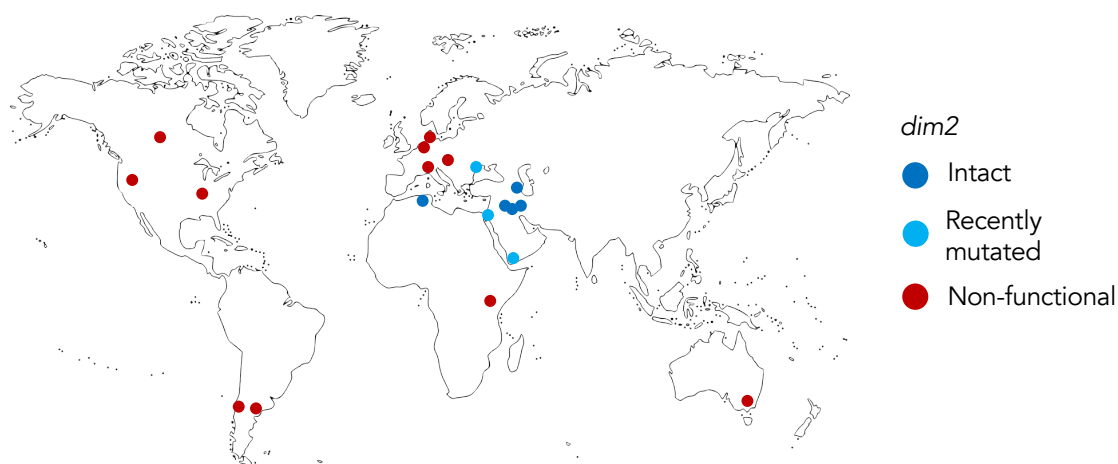 dim2
Intact
Recently
mutated
Non-functional